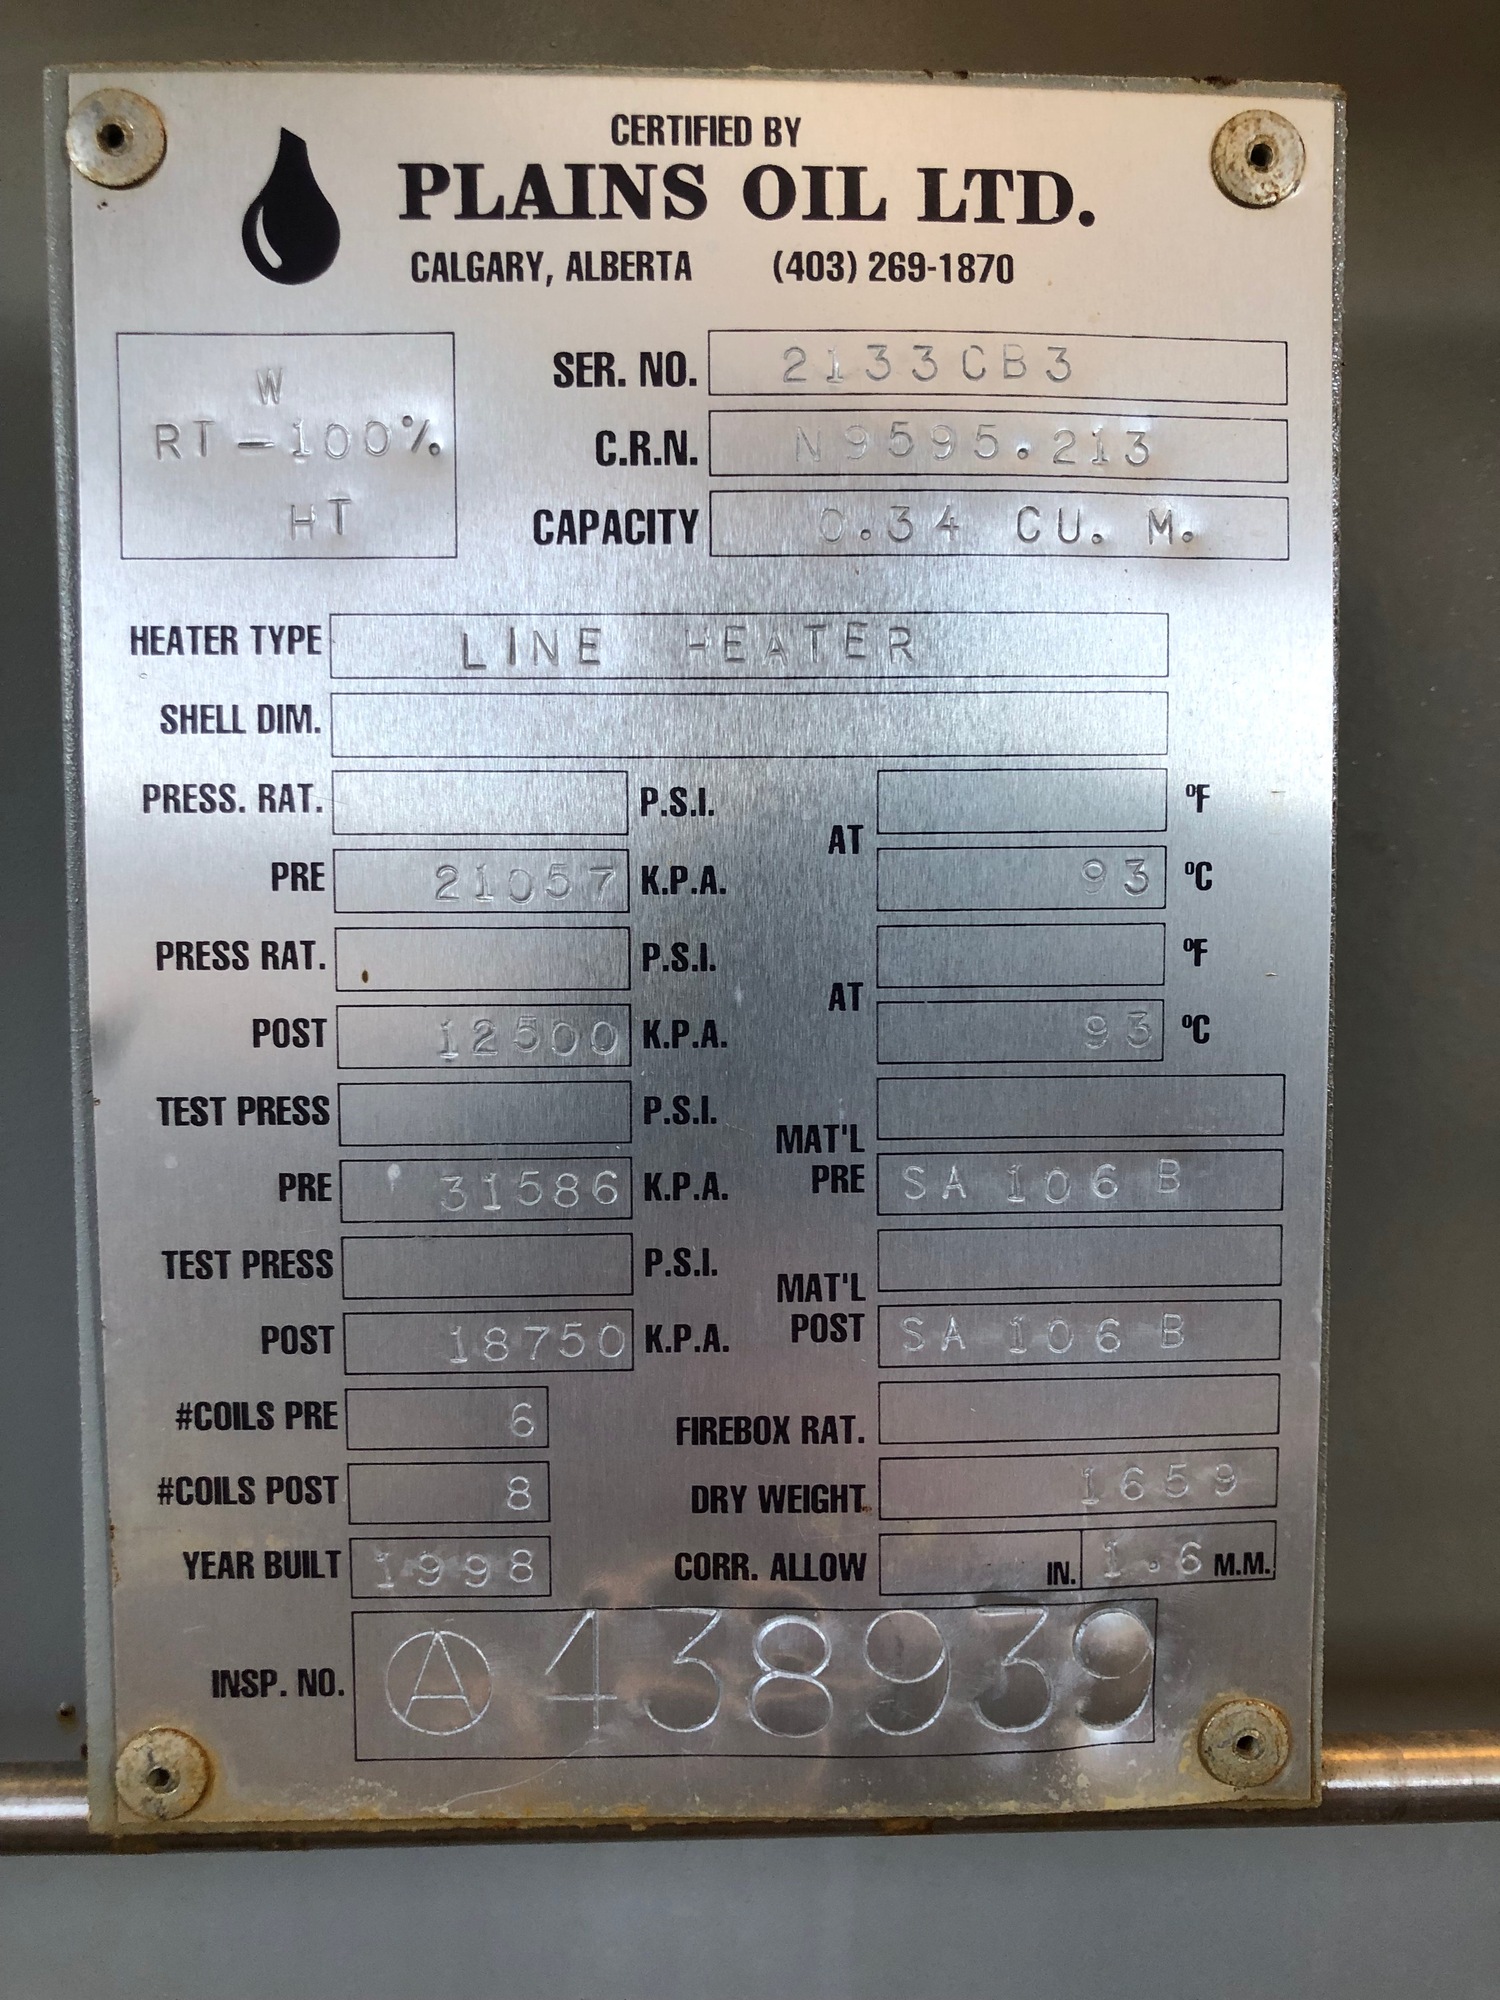 CERTIFIED BY
PLAINS OIL LTD.
CALGARY, ALBERTA (403) 269-1870
W
RT-100%
HT
SER. NO. 2133CB3
C.R.N. N9595.213
CAPACITY 0.34 CU. M.
HEATER TYPE LINE HEATER
SHELL DIM.
PRESS. RAT. P.S.I. AT °F
PRE 21057 K.P.A. 93 °C
PRESS RAT. P.S.I. AT °F
POST 12500 K.P.A. 93 °C
TEST PRESS P.S.I.
PRE 31586 K.P.A. MAT'L PRE SA 106 B
TEST PRESS P.S.I.
POST 18750 K.P.A. MAT'L POST SA 106 B
#COILS PRE 6 FIREBOX RAT.
#COILS POST 8 DRY WEIGHT 1659
YEAR BUILT 1998 CORR. ALLOW IN. 1.6 M.M.
INSP. NO. A 438939